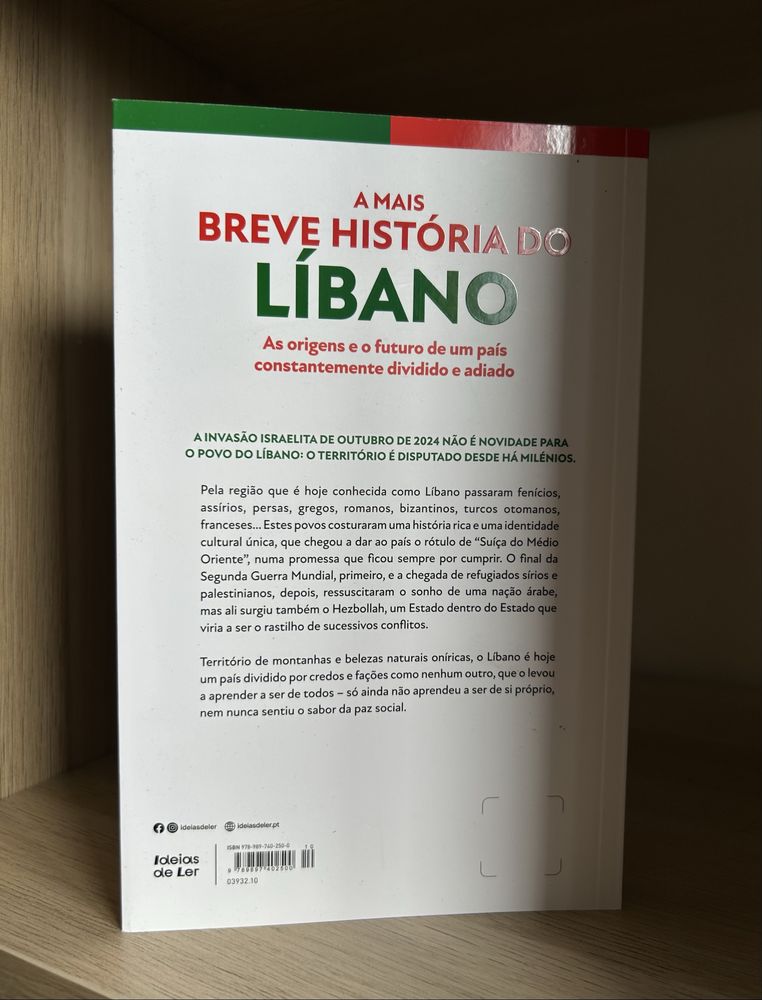 A MAIS
BREVE HISTÓRIA DO
LÍBANO
As origens e o futuro de um país
constantemente dividido e adiado
A INVASÃO ISRAELITA DE OUTUBRO DE 2024 NÃO É NOVIDADE PARA
O POVO DO LÍBANO: O TERRITÓRIO É DISPUTADO DESDE HÁ MILÉNIOS.
Pela região que é hoje conhecida como Líbano passaram fenícios,
assírios, persas, gregos, romanos, bizantinos, turcos otomanos,
franceses... Estes povos costuraram uma história rica e uma identidade
cultural única, que chegou a dar ao país o rótulo de “Suíça do Médio
Oriente”, numa promessa que ficou sempre por cumprir. O final da
Segunda Guerra Mundial, primeiro, e a chegada de refugiados sírios e
palestinianos, depois, ressuscitaram o sonho de uma nação árabe,
mas ali surgiu também o Hezbollah, um Estado dentro do Estado que
viria a ser o rastilho de sucessivos conflitos.
Território de montanhas e belezas naturais oníricas, o Líbano é hoje
um país dividido por credos e fações como nenhum outro, que o levou
a aprender a ser de todos – só ainda não aprendeu a ser de si próprio,
nem nunca sentiu o sabor da paz social.
ideiasdeler ideiasdeler.pt
Ideias
de Ler
ISBN 978-989-740-250-0
10
9 789897 402500
03932.10